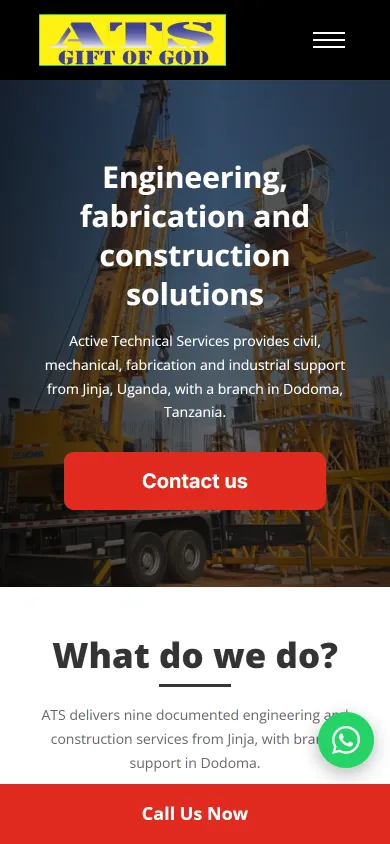 ATS
GIFT OF GOD
Engineering,
fabrication and
construction
solutions
Active Technical Services provides civil,
mechanical, fabrication and industrial support
from Jinja, Uganda, with a branch in Dodoma,
Tanzania.
Contact us
What do we do?
ATS delivers nine documented engineering and
construction services from Jinja, with
support in Dodoma.
Call Us Now